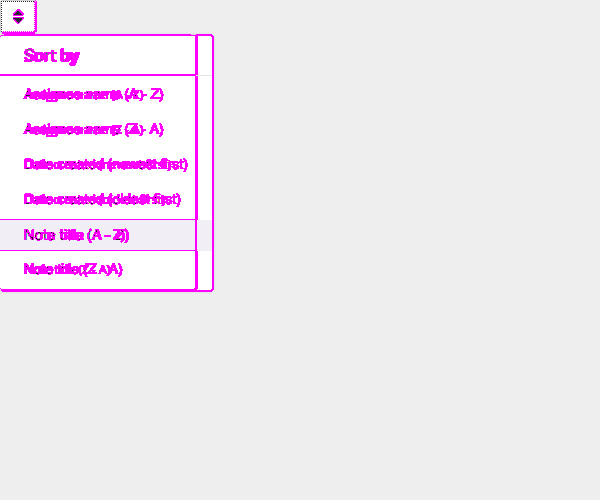 Sort by
Assignee name (A - Z)
Assignee name (Z - A)
Date created (newest first)
Date created (oldest first)
Note title (A - Z)
Note title (Z - A)